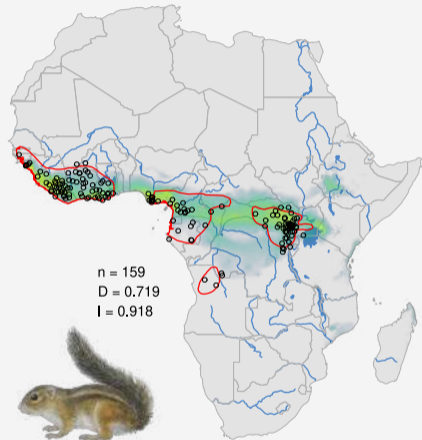 n = 159
D = 0.719
I = 0.918